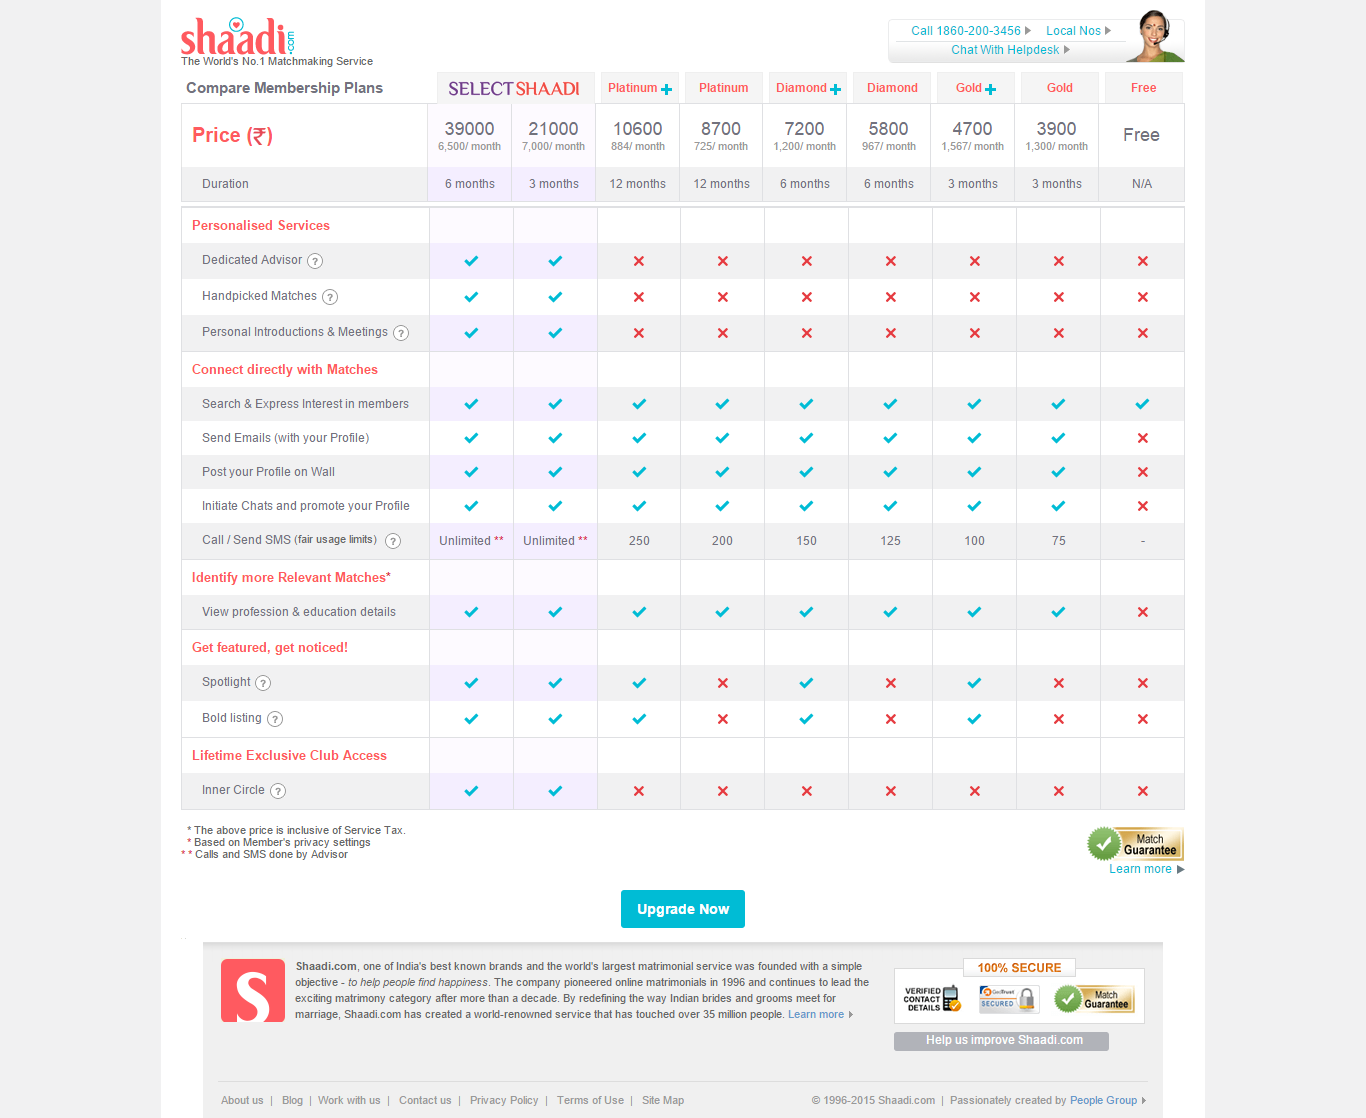 shaadi.com
The World's No.1 Matchmaking Service
Call 1860-200-3456 Local Nos
Chat With Helpdesk
Compare Membership Plans SELECT SHAADI Platinum + Platinum Diamond + Diamond Gold + Gold Free
Price (₹) 39000 21000 10600 8700 7200 5800 4700 3900 Free
6,500/ month 7,000/ month 884/ month 725/ month 1,200/ month 967/ month 1,567/ month 1,300/ month
Duration 6 months 3 months 12 months 12 months 6 months 6 months 3 months 3 months N/A
Personalised Services
Dedicated Advisor ?
Handpicked Matches ?
Personal Introductions & Meetings ?
Connect directly with Matches
Search & Express Interest in members
Send Emails (with your Profile)
Post your Profile on Wall
Initiate Chats and promote your Profile
Call / Send SMS (fair usage limits) ? Unlimited ** Unlimited ** 250 200 150 125 100 75 -
Identify more Relevant Matches*
View profession & education details
Get featured, get noticed!
Spotlight ?
Bold listing ?
Lifetime Exclusive Club Access
Inner Circle ?
* The above price is inclusive of Service Tax.
* Based on Member's privacy settings
* * Calls and SMS done by Advisor
Match
Guarantee
Learn more
Upgrade Now
Shaadi.com, one of India's best known brands and the world's largest matrimonial service was founded with a simple
objective - to help people find happiness. The company pioneered online matrimonials in 1996 and continues to lead the
exciting matrimony category after more than a decade. By redefining the way Indian brides and grooms meet for
marriage, Shaadi.com has created a world-renowned service that has touched over 35 million people. Learn more
100% SECURE
VERIFIED
CONTACT
DETAILS
GeoTrust
SECURED
Match
Guarantee
Help us improve Shaadi.com
About us | Blog | Work with us | Contact us | Privacy Policy | Terms of Use | Site Map
© 1996-2015 Shaadi.com | Passionately created by People Group